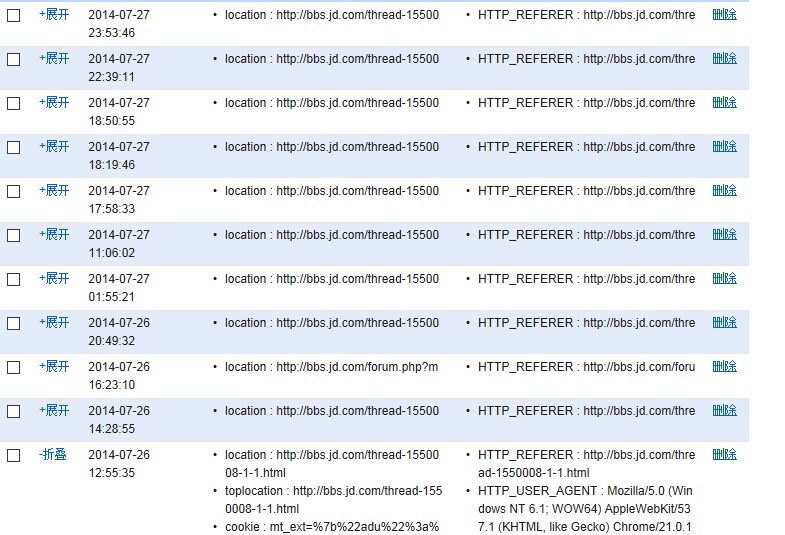 +展开 2014-07-27 • location : http://bbs.jd.com/thread-15500 • HTTP_REFERER : http://bbs.jd.com/thre 删除
23:53:46
+展开 2014-07-27 • location : http://bbs.jd.com/thread-15500 • HTTP_REFERER : http://bbs.jd.com/thre 删除
22:39:11
+展开 2014-07-27 • location : http://bbs.jd.com/thread-15500 • HTTP_REFERER : http://bbs.jd.com/thre 删除
18:50:55
+展开 2014-07-27 • location : http://bbs.jd.com/thread-15500 • HTTP_REFERER : http://bbs.jd.com/thre 删除
18:19:46
+展开 2014-07-27 • location : http://bbs.jd.com/thread-15500 • HTTP_REFERER : http://bbs.jd.com/thre 删除
17:58:33
+展开 2014-07-27 • location : http://bbs.jd.com/thread-15500 • HTTP_REFERER : http://bbs.jd.com/thre 删除
11:06:02
+展开 2014-07-27 • location : http://bbs.jd.com/thread-15500 • HTTP_REFERER : http://bbs.jd.com/thre 删除
01:55:21
+展开 2014-07-26 • location : http://bbs.jd.com/thread-15500 • HTTP_REFERER : http://bbs.jd.com/thre 删除
20:49:32
+展开 2014-07-26 • location : http://bbs.jd.com/forum.php?m • HTTP_REFERER : http://bbs.jd.com/foru 删除
16:23:10
+展开 2014-07-26 • location : http://bbs.jd.com/thread-15500 • HTTP_REFERER : http://bbs.jd.com/thre 删除
14:28:55
-折叠 2014-07-26 • location : http://bbs.jd.com/thread-15500 • HTTP_REFERER : http://bbs.jd.com/thre 删除
12:55:35 08-1-1.html ad-1550008-1-1.html
• toplocation : http://bbs.jd.com/thread-155 • HTTP_USER_AGENT : Mozilla/5.0 (Win
0008-1-1.html dows NT 6.1; WOW64) AppleWebKit/53
• cookie : mt_ext=%7b%22adu%22%3a% 7.1 (KHTML, like Gecko) Chrome/21.0.1